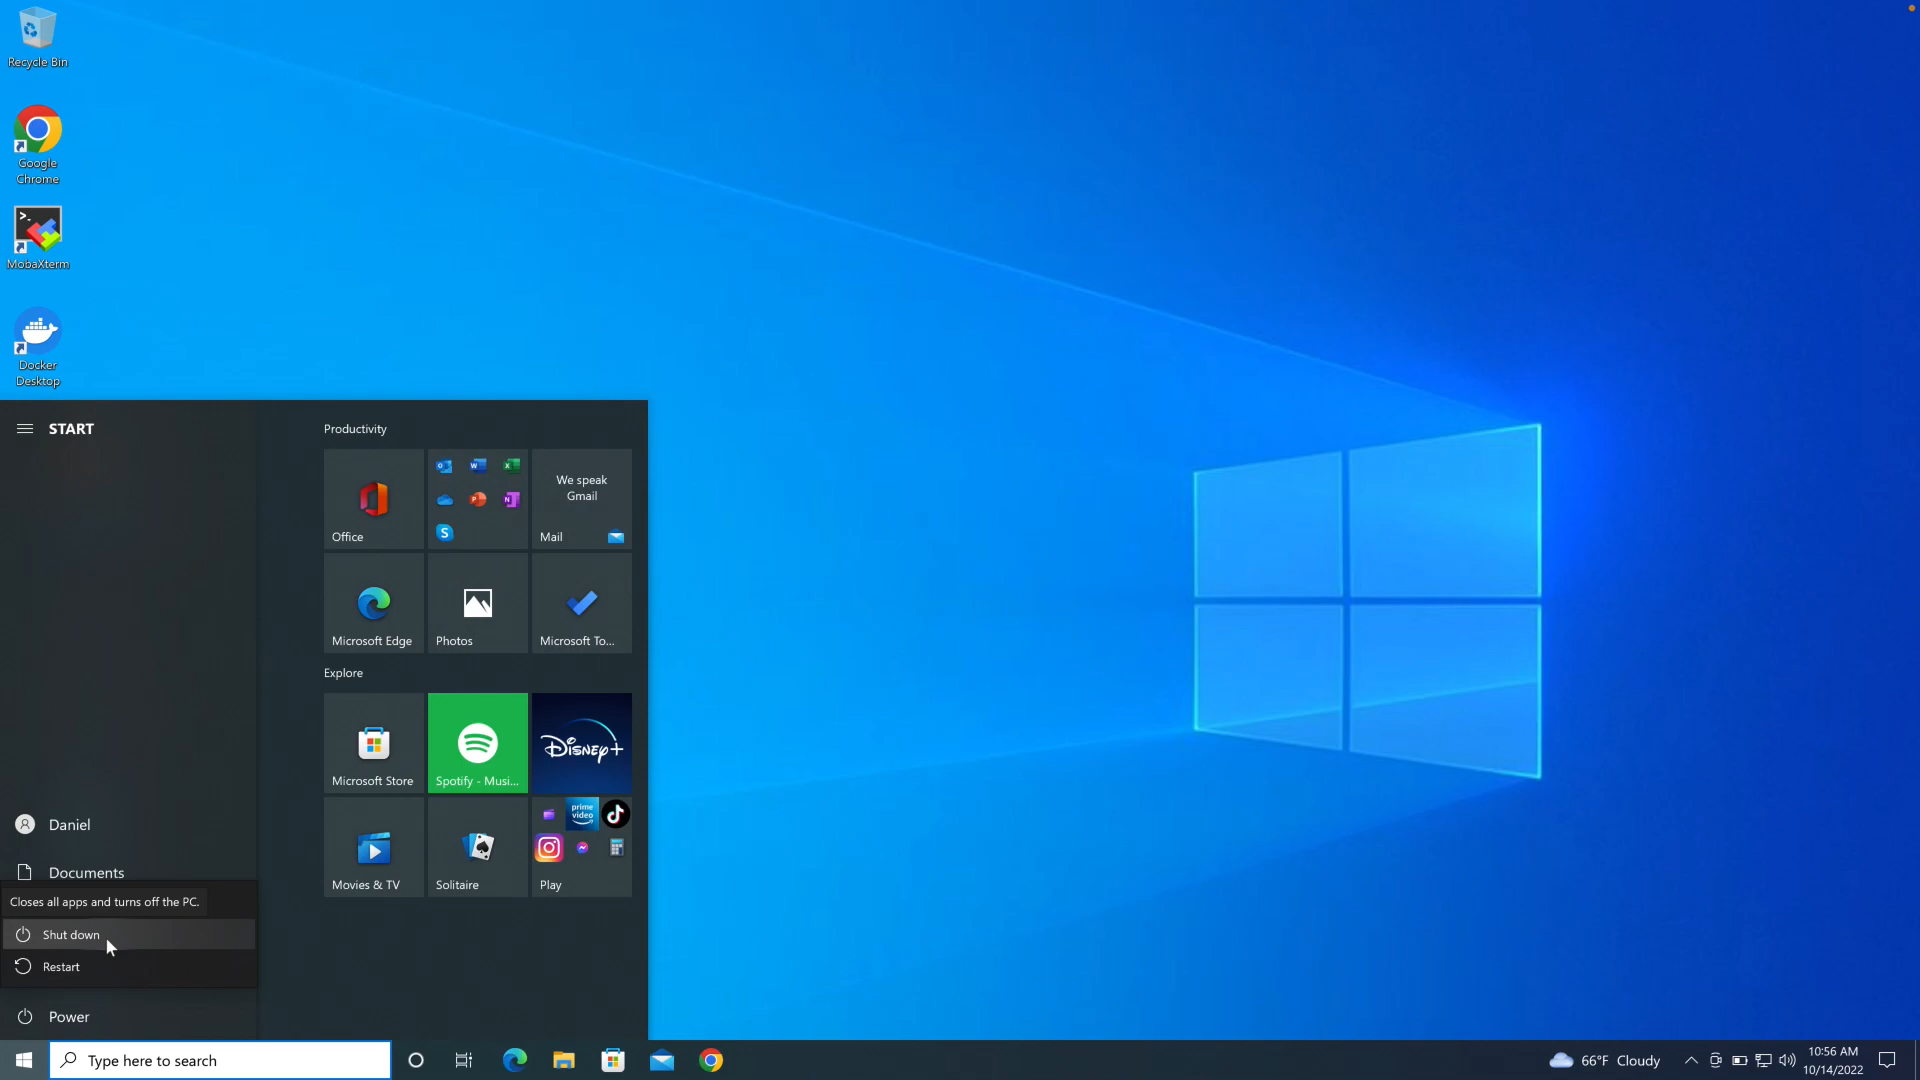 Recycle Bin
Google
Chrome
MobaXterm
Docker
Desktop
START
Productivity
Office
We speak
Gmail
Mail
Microsoft Edge
Photos
Microsoft To...
Explore
Microsoft Store
Spotify - Musi...
Disney+
Movies & TV
Solitaire
prime
video
Play
Daniel
Documents
Closes all apps and turns off the PC.
Shut down
Restart
Power
Type here to search
66°F Cloudy
10:56 AM
10/14/2022